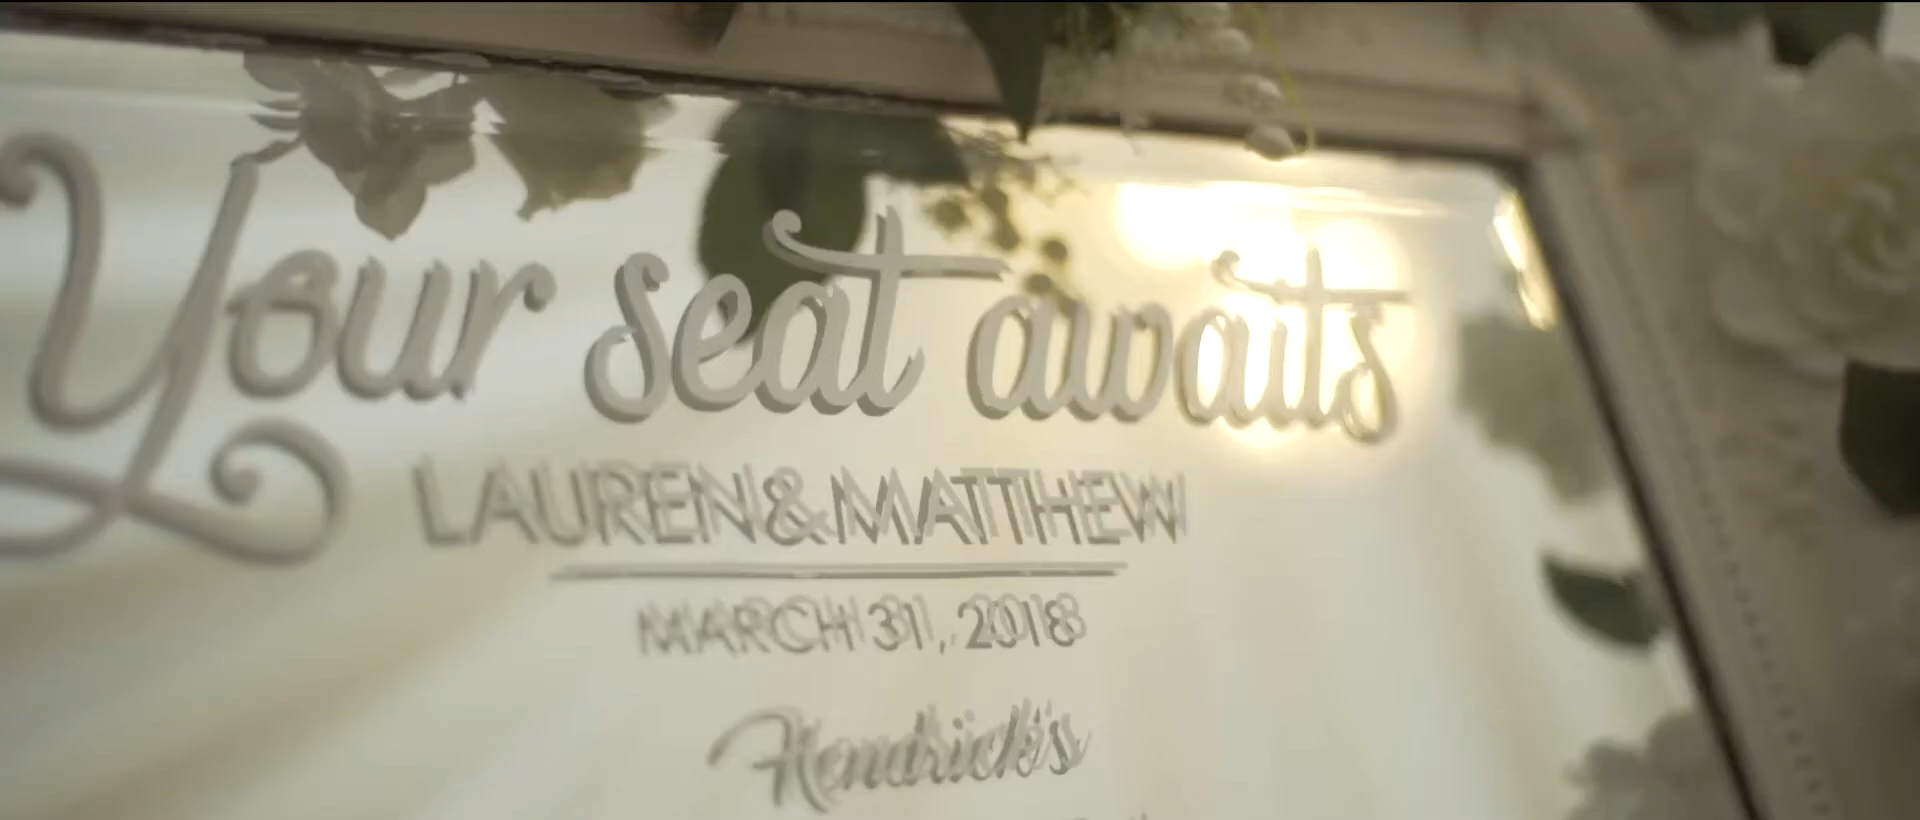 Your seat awaits
LAUREN & MATTHEW
MARCH 31, 2018
Hendrick's